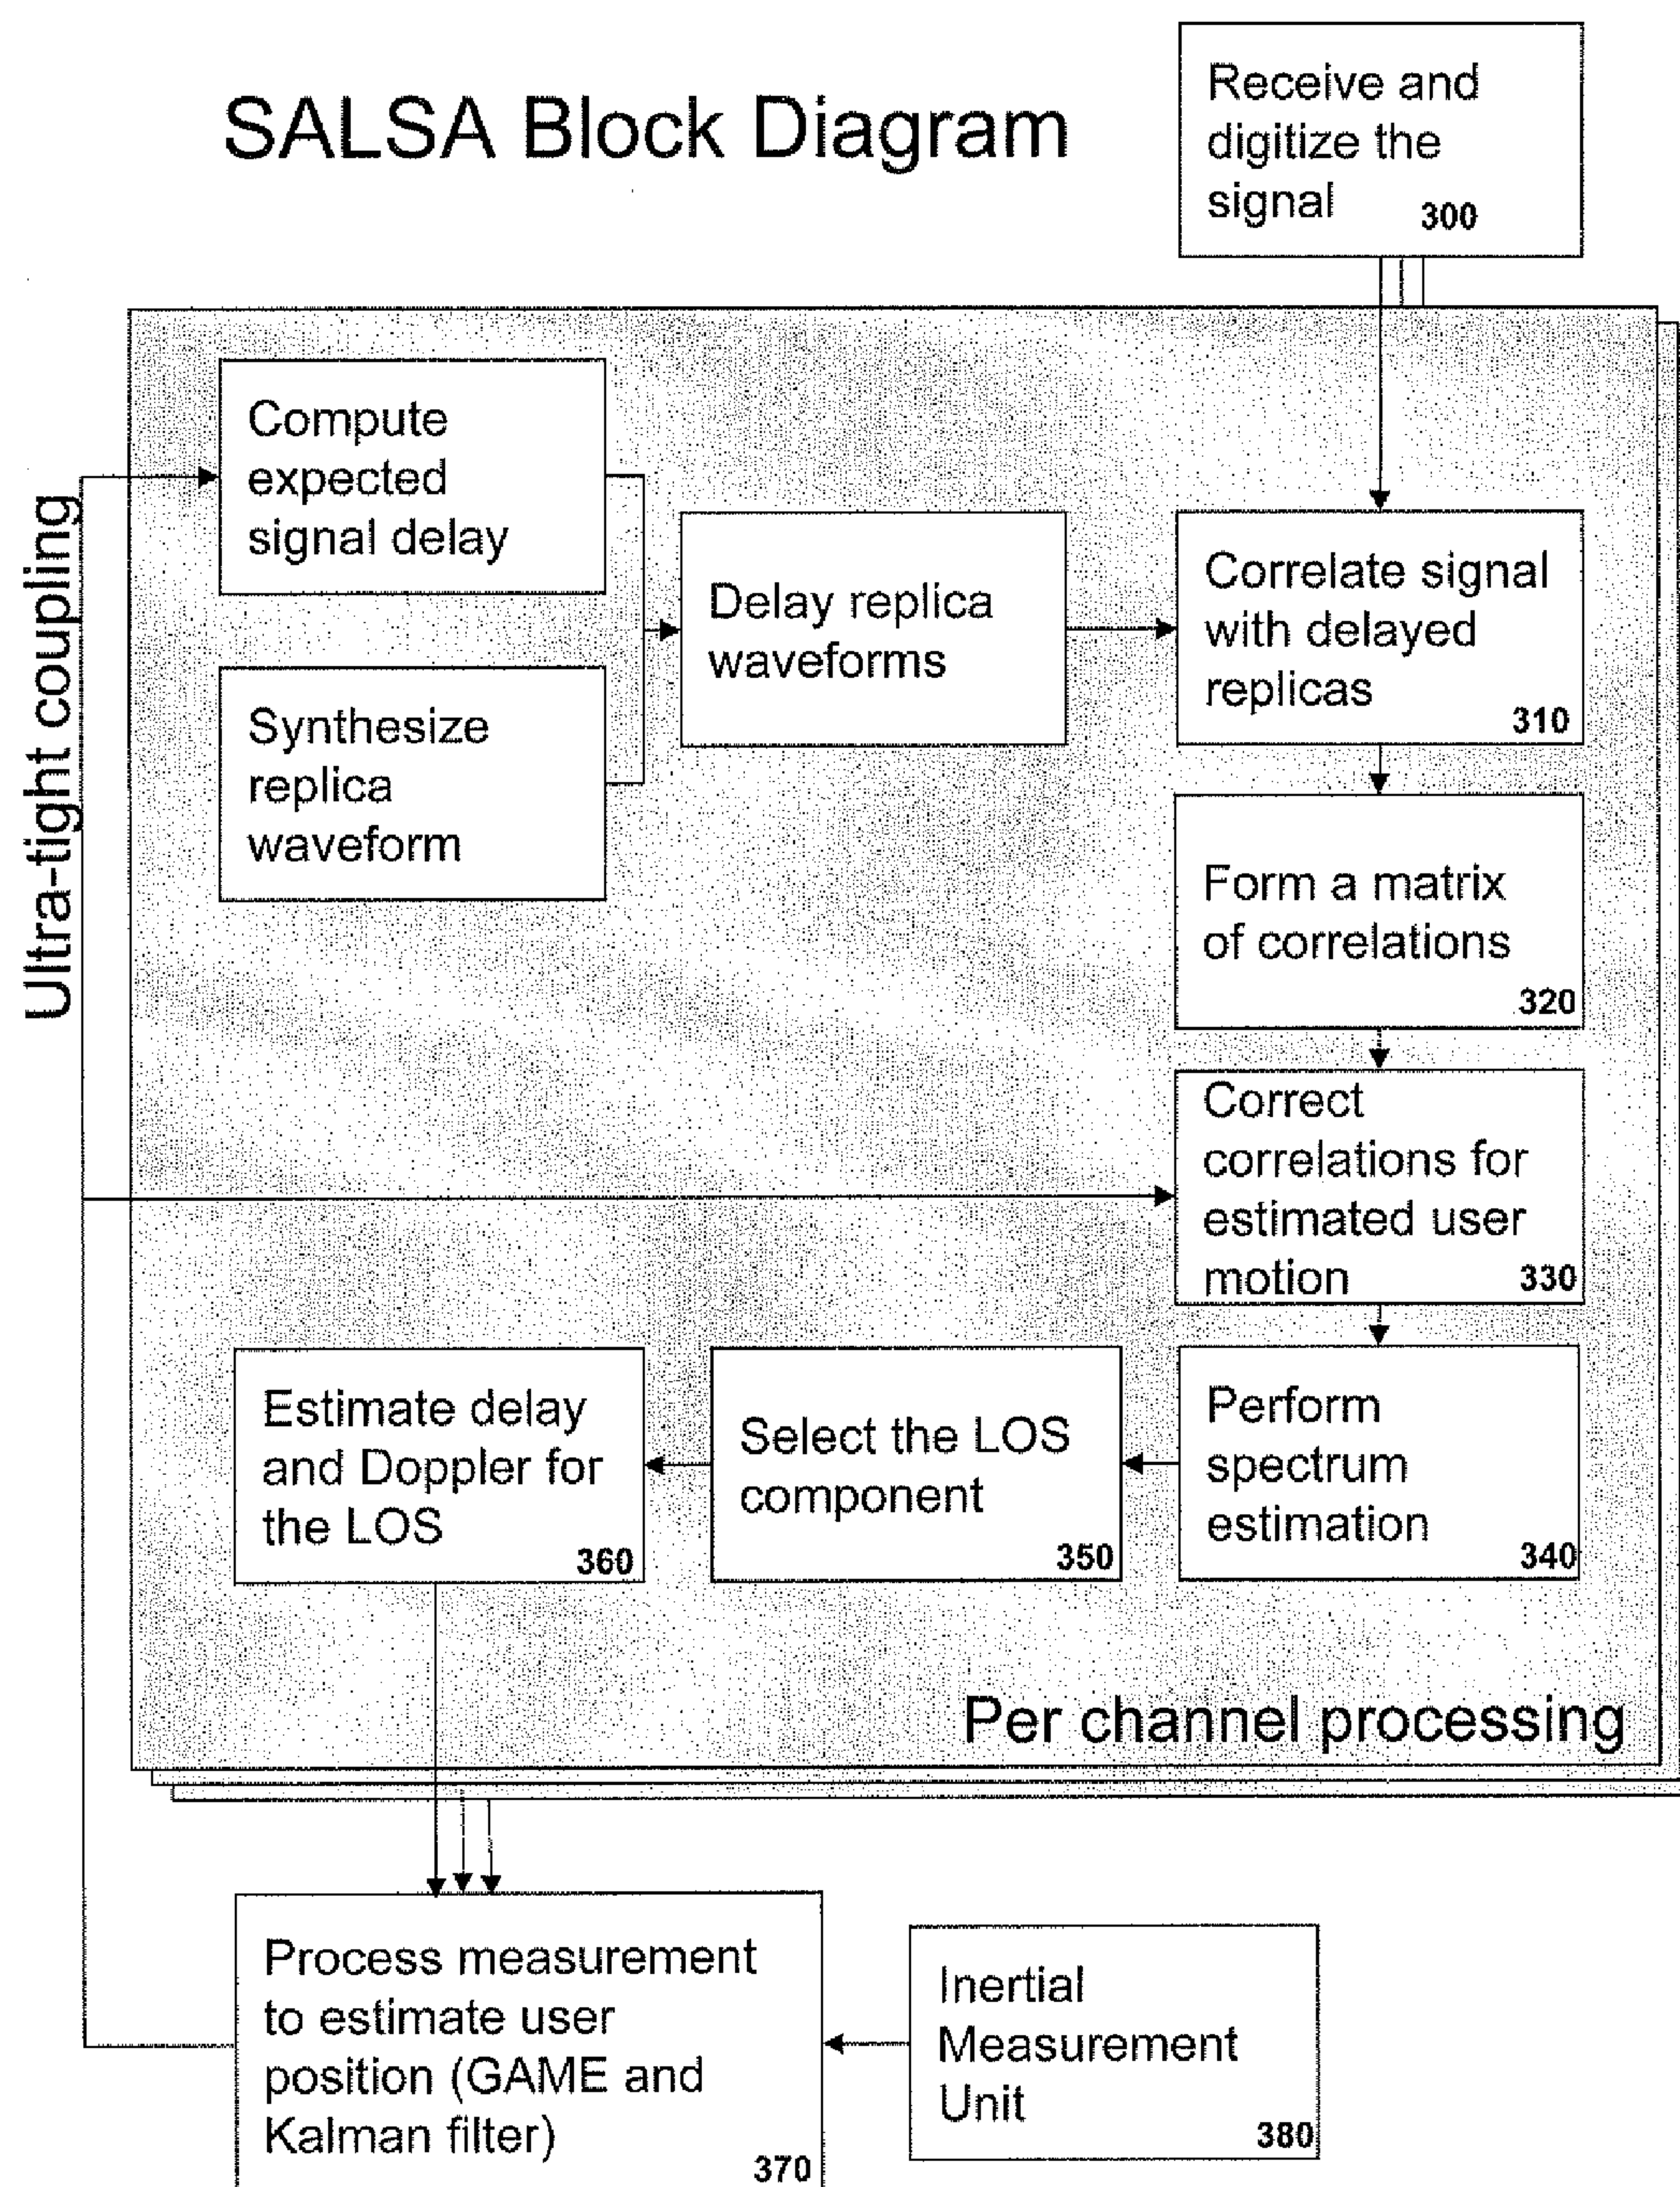 SALSA Block Diagram
Receive and
digitize the
signal 300
Ultra-tight coupling
Compute
expected
signal delay
Synthesize
replica
waveform
Delay replica
waveforms
Correlate signal
with delayed
replicas
310
Form a matrix
of correlations
320
Correct
correlations for
estimated user
motion 330
Perform
spectrum
estimation
340
Select the LOS
component
350
Estimate delay
and Doppler for
the LOS
360
Per channel processing
Process measurement
to estimate user
position (GAME and
Kalman filter)
370
Inertial
Measurement
Unit
380